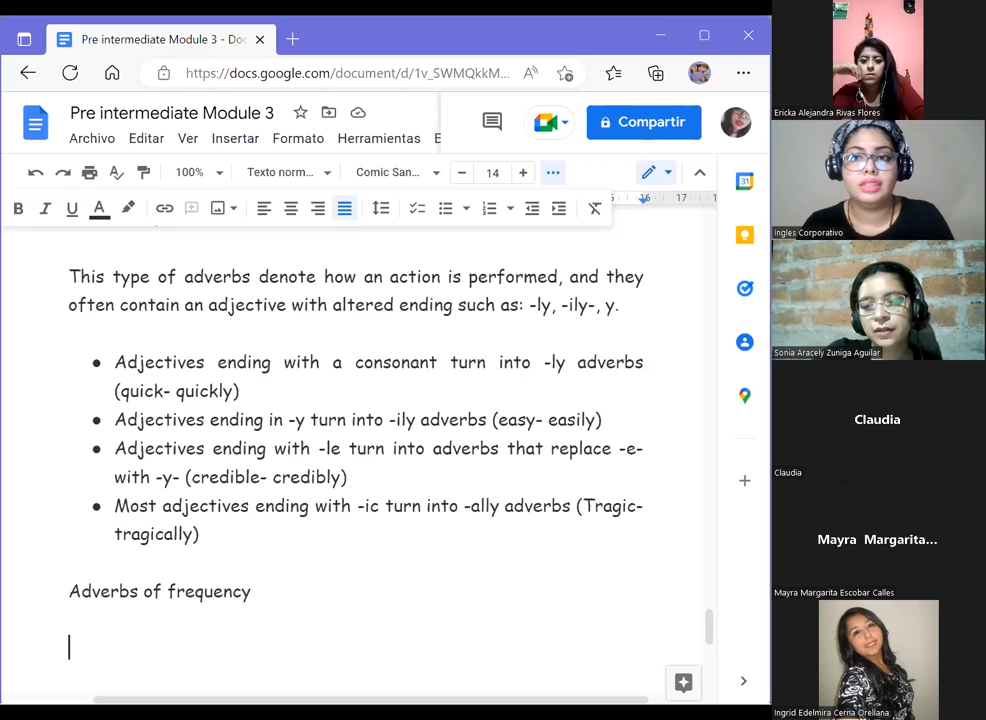 Pre intermediate Module 3 - Doc
https://docs.google.com/document/d/1v_SWMQkkM...
Pre intermediate Module 3
Archivo Editar Ver Insertar Formato Herramientas E
Compartir
100% Texto norm... Comic San... 14
16 17 1
This type of adverbs denote how an action is performed, and they
often contain an adjective with altered ending such as: -ly, -ily-, y.
● Adjectives ending with a consonant turn into -ly adverbs
(quick- quickly)
● Adjectives ending in -y turn into -ily adverbs (easy- easily)
● Adjectives ending with -le turn into adverbs that replace -e-
with -y- (credible- credibly)
● Most adjectives ending with -ic turn into -ally adverbs (Tragic-
tragically)
Adverbs of frequency
Ericka Alejandra Rivas Flores
Ingles Corporativo
Sonia Aracely Zuniga Aguilar
Claudia
Claudia
Mayra Margarita...
Mayra Margarita Escobar Calles
Ingrid Edelmira Cerna Orellana